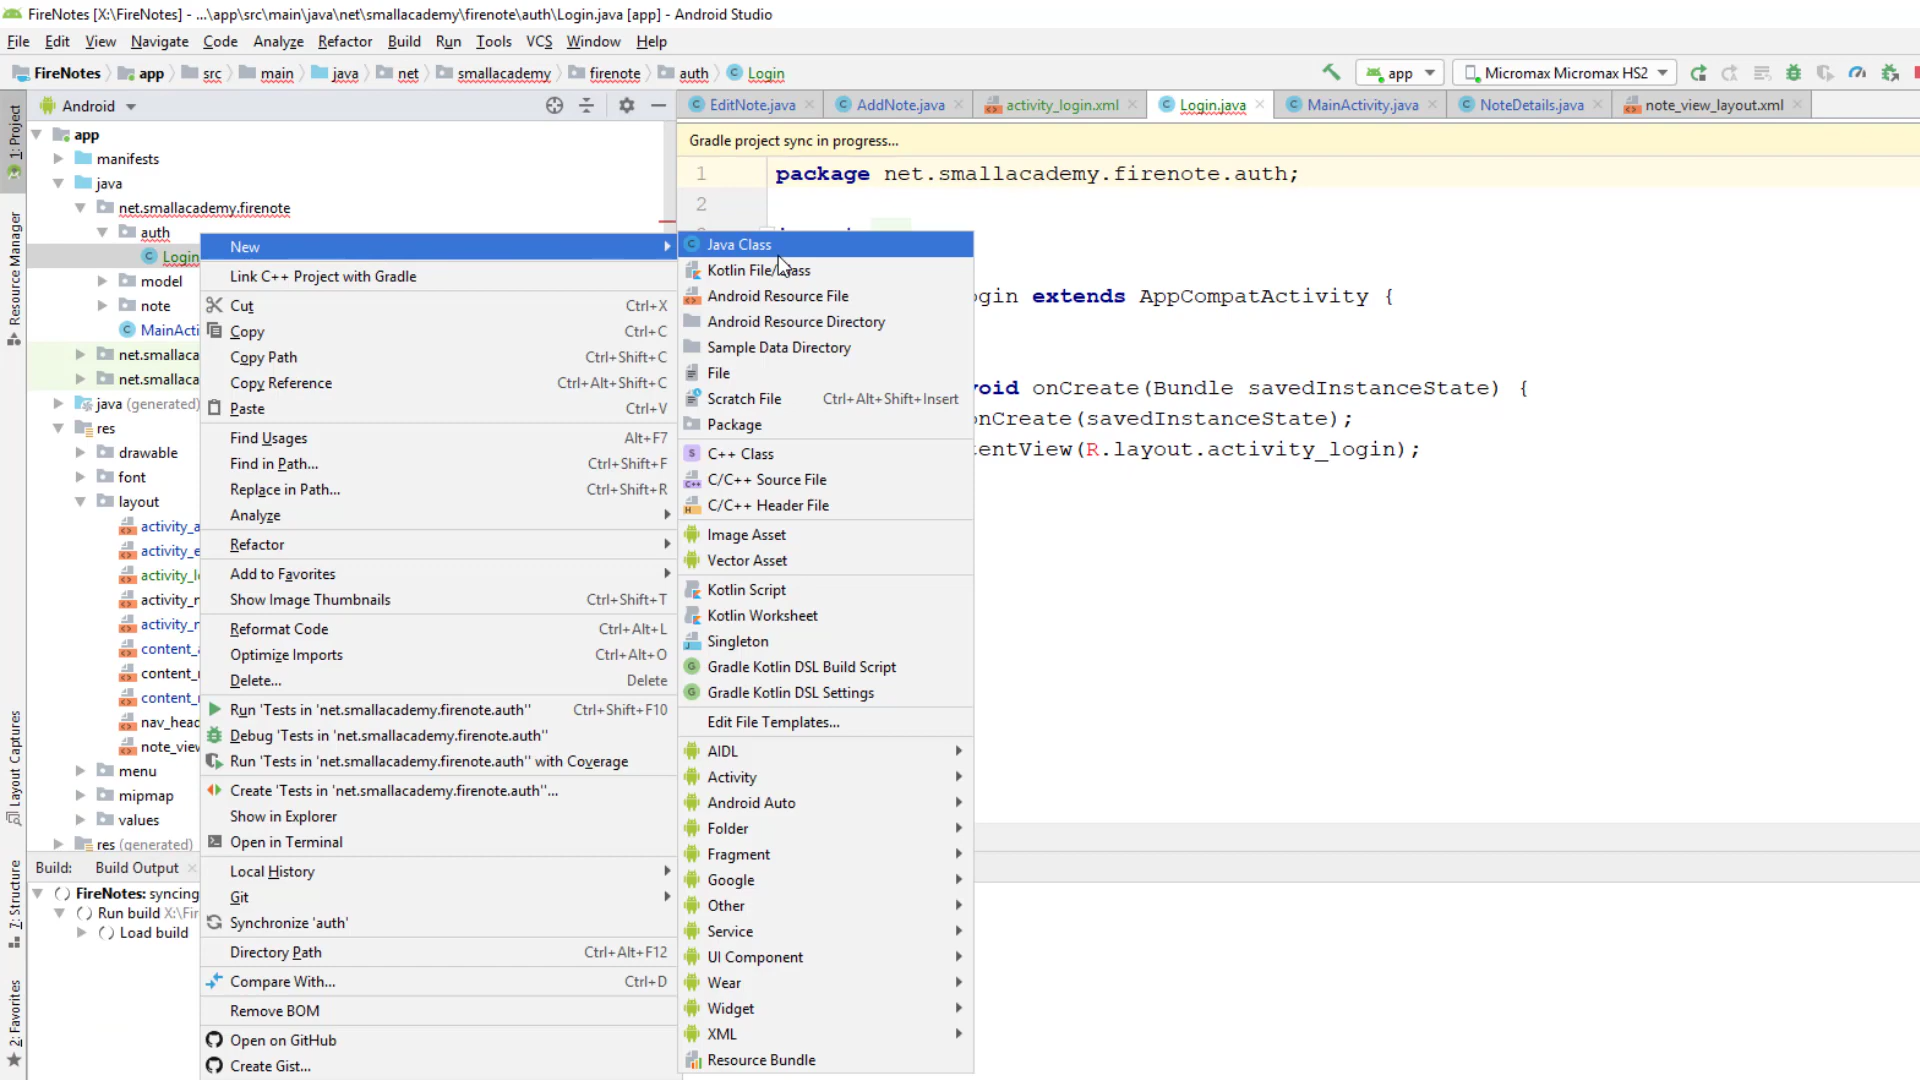 FireNotes [X:\FireNotes] - ...\app\src\main\java\net\smallacademy\firenote\auth\Login.java [app] - Android Studio
File Edit View Navigate Code Analyze Refactor Build Run Tools VCS Window Help
FireNotes app src main java net smallacademy firenote auth Login
app Micromax Micromax HS2
Android
EditNote.java AddNote.java activity_login.xml Login.java MainActivity.java NoteDetails.java note_view_layout.xml
Gradle project sync in progress...
1: Project
Resource Manager
Layout Captures
7: Structure
2: Favorites
app
manifests
java
net.smallacademy.firenote
auth
Login
model
note
MainActi
net.smallaca
net.smallaca
java (generated)
res
drawable
font
layout
activity_a
activity_e
activity_l
activity_n
activity_n
content_a
content_
content_
nav_head
note_view
menu
mipmap
values
res (generated)
Build: Build Output
FireNotes: syncing
Run build X:\Fir
Load build
New
Link C++ Project with Gradle
Cut Ctrl+X
Copy Ctrl+C
Copy Path Ctrl+Shift+C
Copy Reference Ctrl+Alt+Shift+C
Paste Ctrl+V
Find Usages Alt+F7
Find in Path... Ctrl+Shift+F
Replace in Path... Ctrl+Shift+R
Analyze
Refactor
Add to Favorites
Show Image Thumbnails Ctrl+Shift+T
Reformat Code Ctrl+Alt+L
Optimize Imports Ctrl+Alt+O
Delete... Delete
Run 'Tests in 'net.smallacademy.firenote.auth'' Ctrl+Shift+F10
Debug 'Tests in 'net.smallacademy.firenote.auth''
Run 'Tests in 'net.smallacademy.firenote.auth'' with Coverage
Create 'Tests in 'net.smallacademy.firenote.auth''...
Show in Explorer
Open in Terminal
Local History
Git
Synchronize 'auth'
Directory Path Ctrl+Alt+F12
Compare With... Ctrl+D
Remove BOM
Open on GitHub
Create Gist...
Java Class
Kotlin File/Class
Android Resource File
Android Resource Directory
Sample Data Directory
File
Scratch File Ctrl+Alt+Shift+Insert
Package
C++ Class
C/C++ Source File
C/C++ Header File
Image Asset
Vector Asset
Kotlin Script
Kotlin Worksheet
Singleton
Gradle Kotlin DSL Build Script
Gradle Kotlin DSL Settings
Edit File Templates...
AIDL
Activity
Android Auto
Folder
Fragment
Google
Other
Service
UI Component
Wear
Widget
XML
Resource Bundle
1 package net.smallacademy.firenote.auth;
2
gin extends AppCompatActivity {
void onCreate(Bundle savedInstanceState) {
onCreate(savedInstanceState);
tentView(R.layout.activity_login);